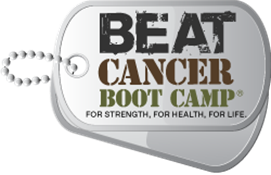 BEAT
CANCER
BOOT CAMP®
FOR STRENGTH, FOR HEALTH, FOR LIFE.